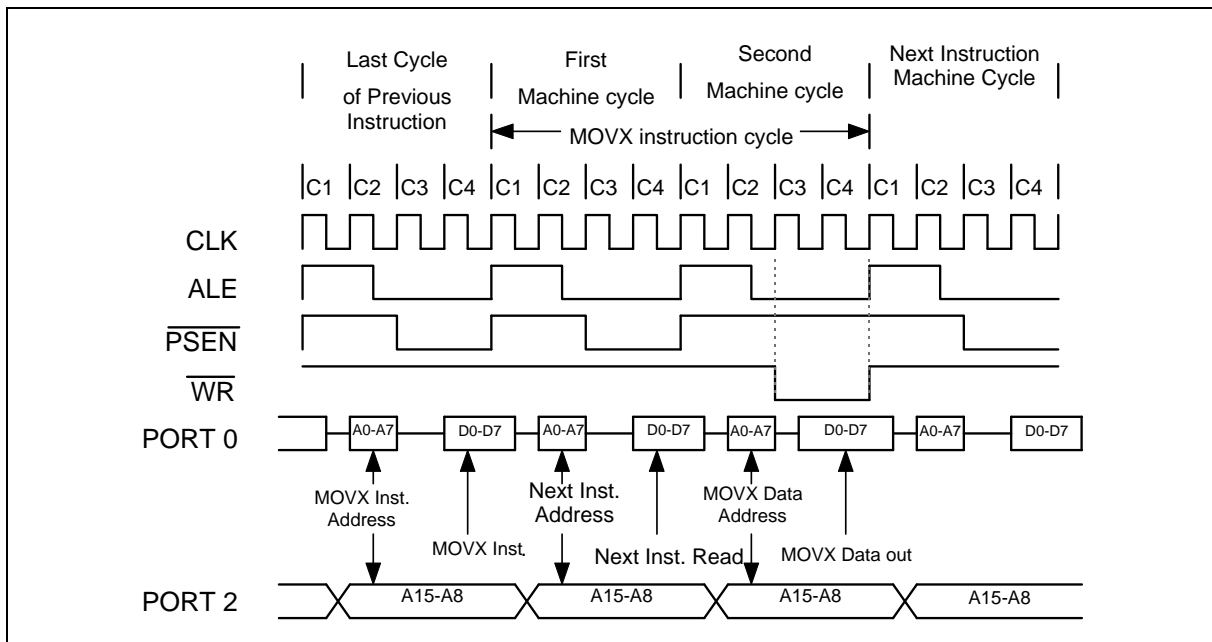 Last Cycle
of Previous
Instruction
First
Machine cycle
Second
Machine cycle
Next Instruction
Machine Cycle
MOVX instruction cycle
C1 C2 C3 C4 C1 C2 C3 C4 C1 C2 C3 C4 C1 C2 C3 C4
CLK
ALE
PSEN
WR
PORT 0
A0-A7 D0-D7 A0-A7 D0-D7 A0-A7 D0-D7 A0-A7 D0-D7
MOVX Inst.
Address
MOVX Inst.
Next Inst.
Address
Next Inst. Read
MOVX Data
Address
MOVX Data out
PORT 2
A15-A8 A15-A8 A15-A8 A15-A8